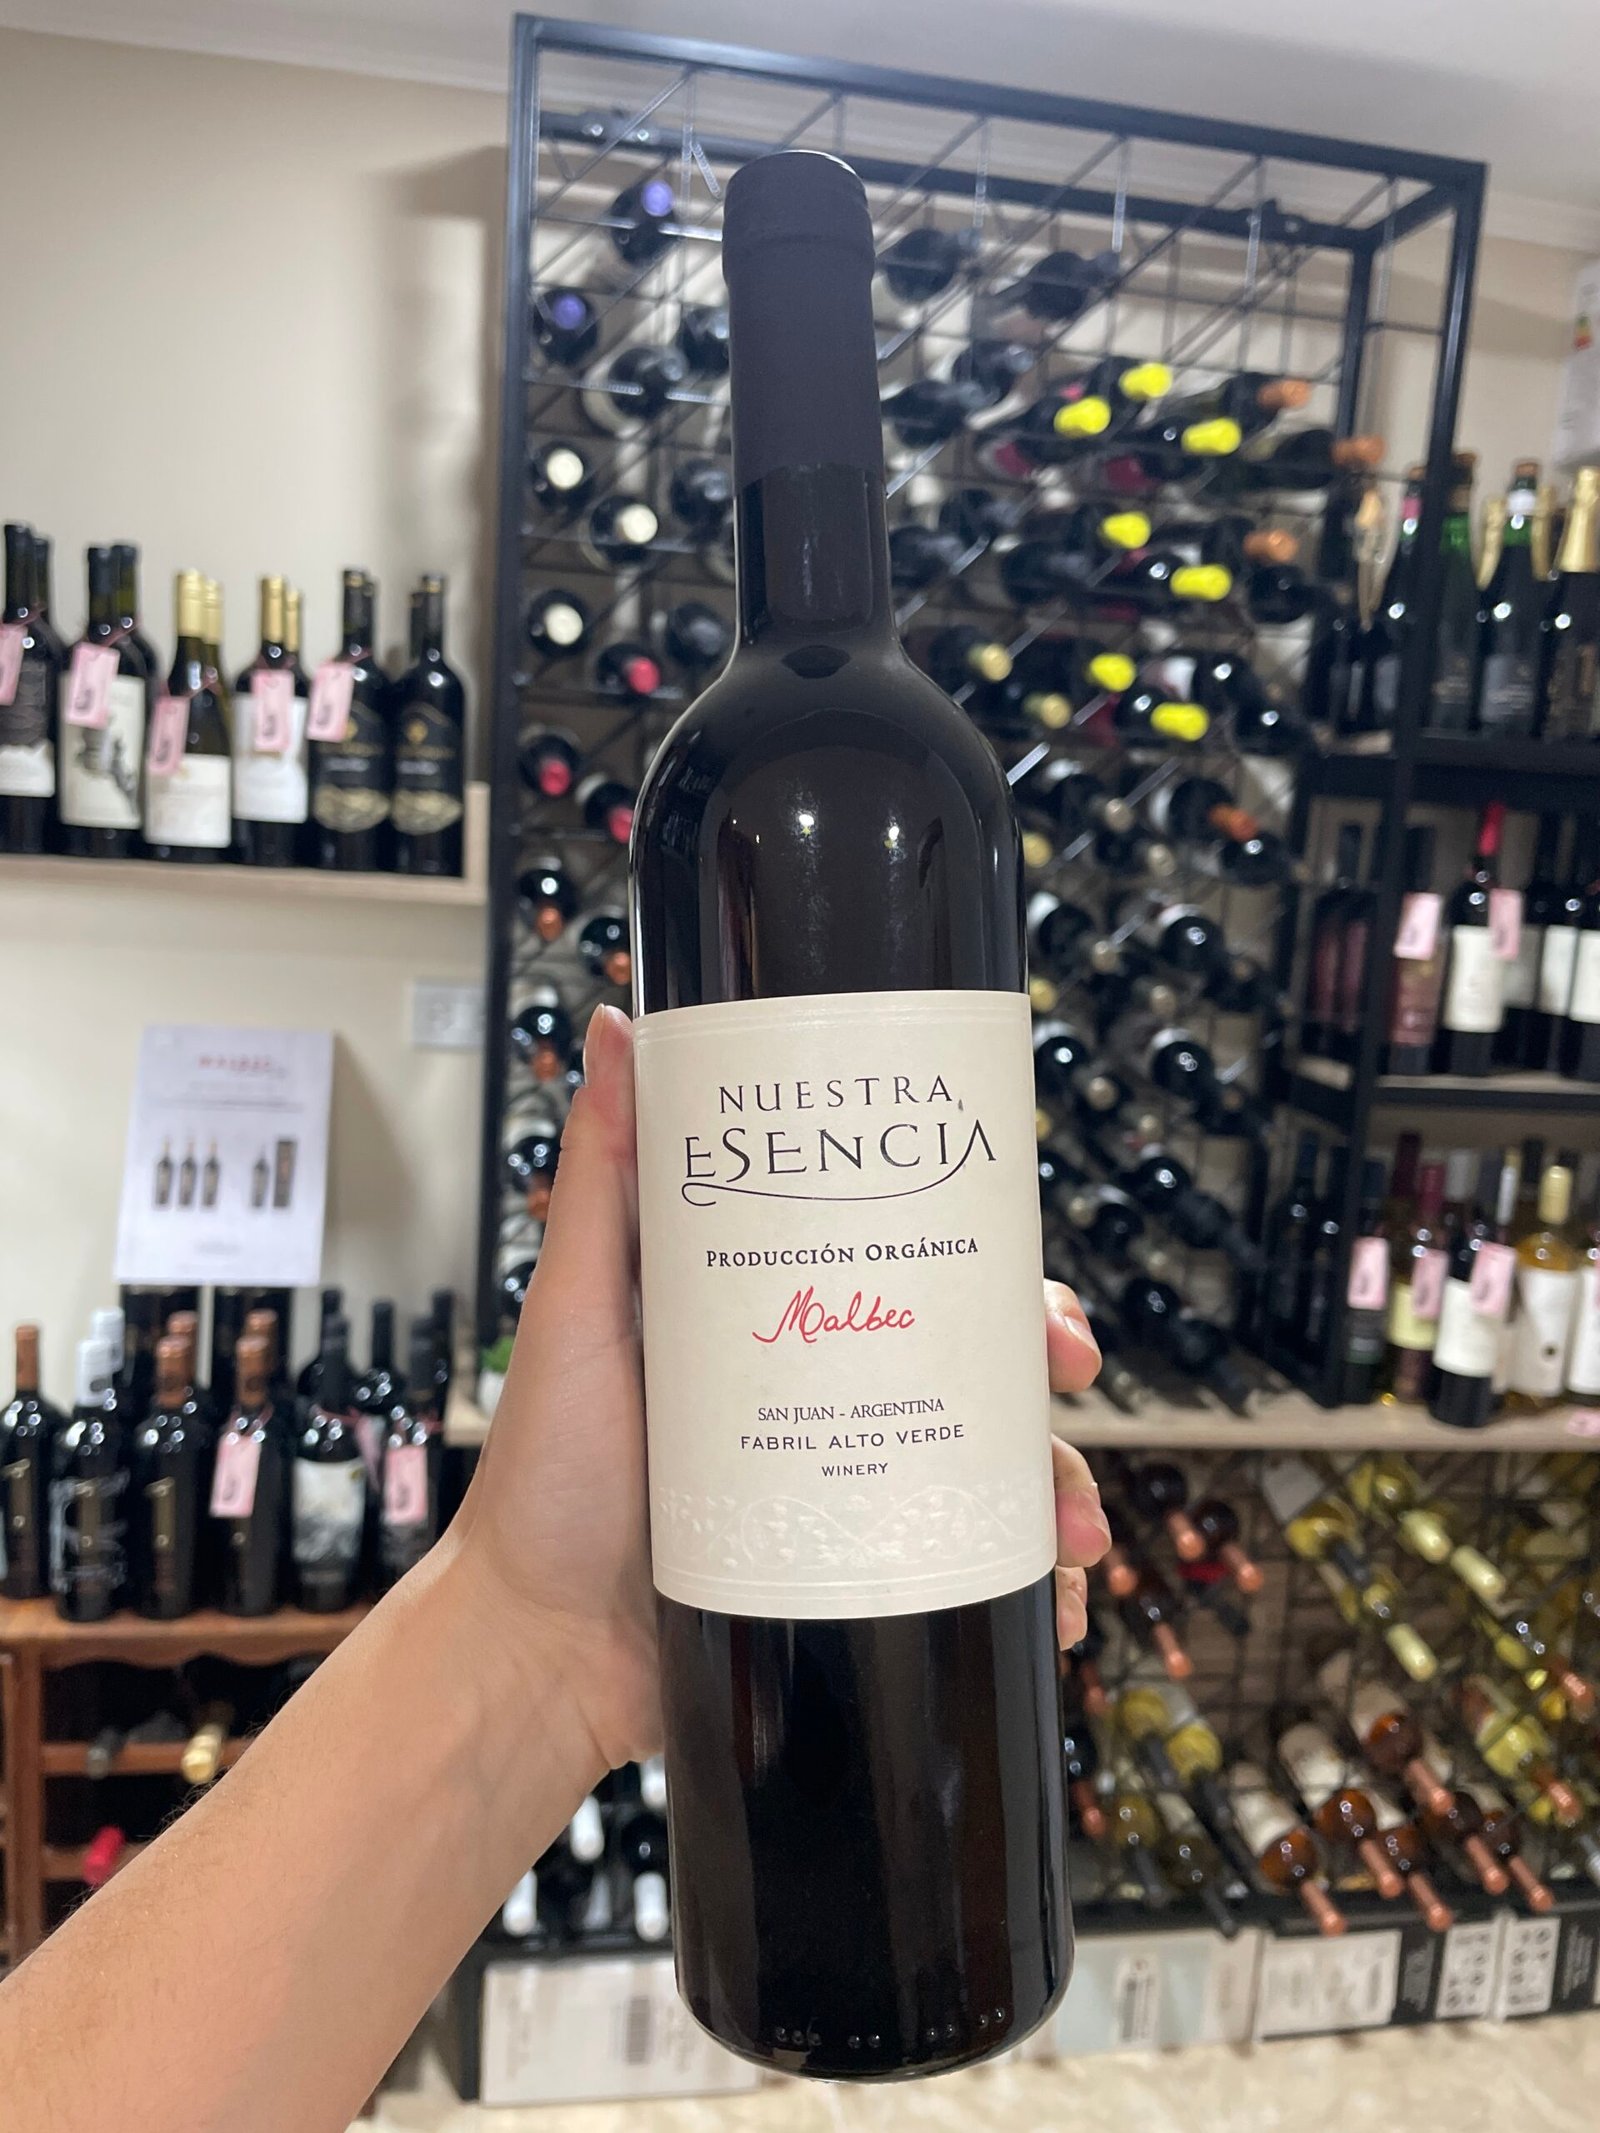 NUESTRA
ESENCIA
PRODUCCIÓN ORGÁNICA
Malbec
SAN JUAN - ARGENTINA
FABRIL ALTO VERDE
WINERY